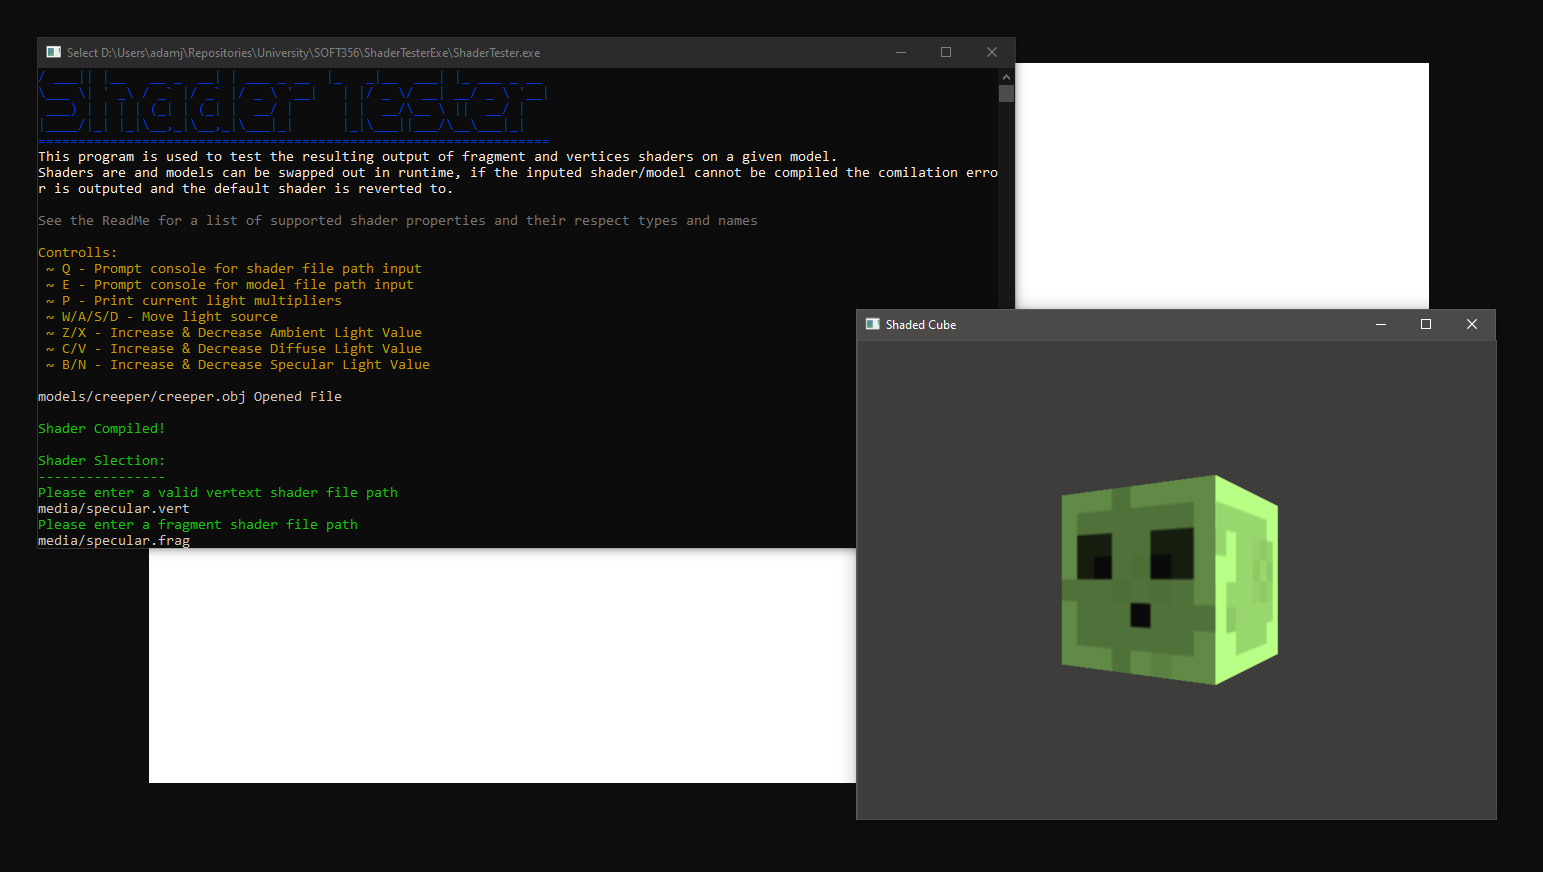 Select D:\Users\adamj\Repositories\University\SOFT356\ShaderTesterExe\ShaderTester.exe
Shader Tester
This program is used to test the resulting output of fragment and vertices shaders on a given model.
Shaders are and models can be swapped out in runtime, if the inputed shader/model cannot be compiled the comilation erro
r is outputed and the default shader is reverted to.
See the ReadMe for a list of supported shader properties and their respect types and names
Controlls:
~ Q - Prompt console for shader file path input
~ E - Prompt console for model file path input
~ P - Print current light multipliers
~ W/A/S/D - Move light source
~ Z/X - Increase & Decrease Ambient Light Value
~ C/V - Increase & Decrease Diffuse Light Value
~ B/N - Increase & Decrease Specular Light Value
models/creeper/creeper.obj Opened File
Shader Compiled!
Shader Slection:
----------------
Please enter a valid vertext shader file path
media/specular.vert
Please enter a fragment shader file path
media/specular.frag
Shaded Cube